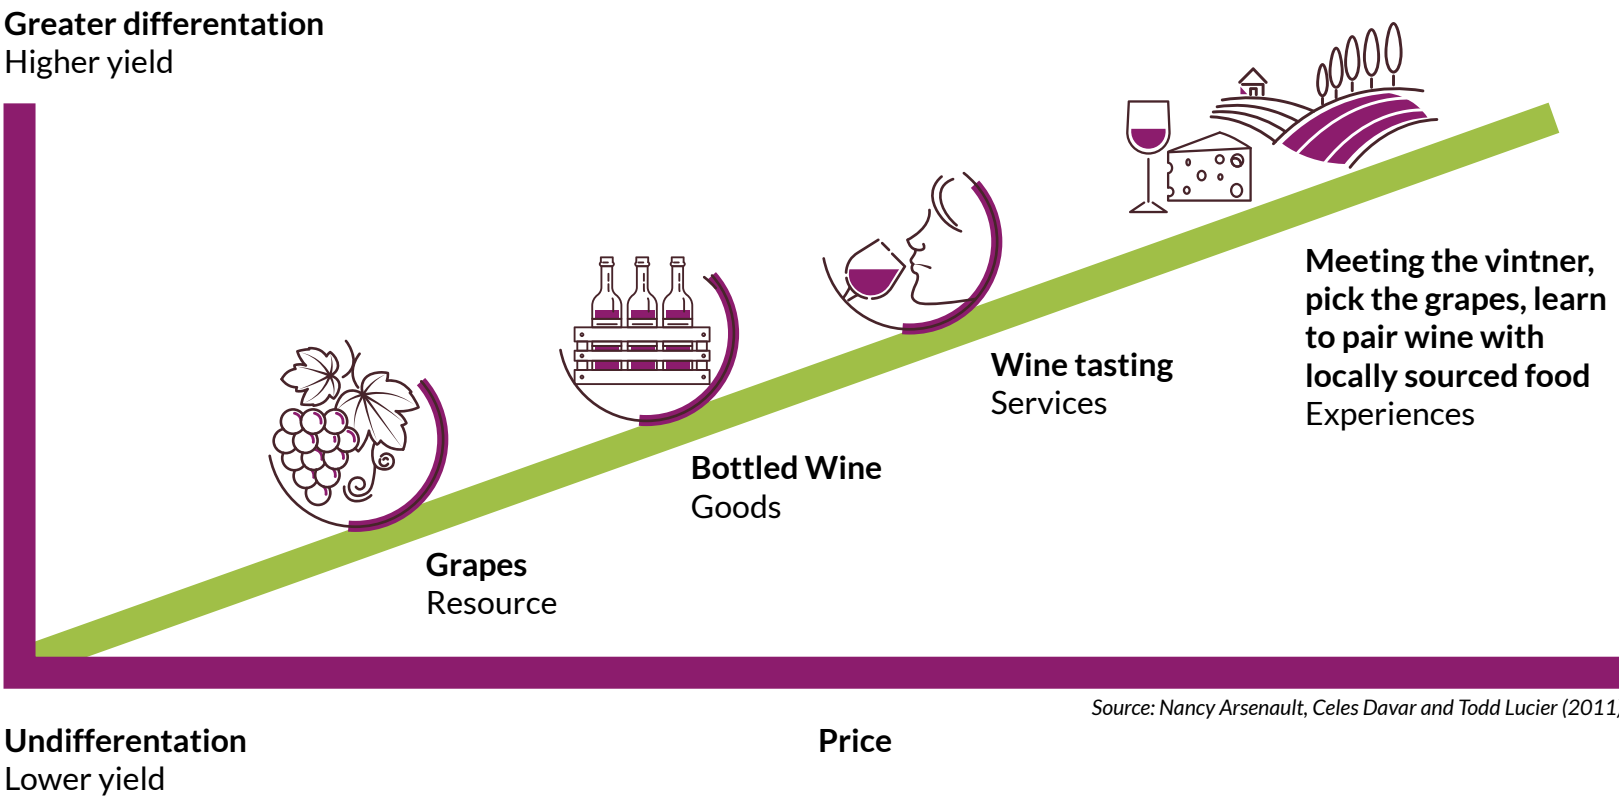 Greater differentation
Higher yield
Meeting the vintner,
pick the grapes, learn
to pair wine with
locally sourced food
Experiences
Wine tasting
Services
Bottled Wine
Goods
Grapes
Resource
Source: Nancy Arsenault, Celes Davar and Todd Lucier (2011)
Undifferentation
Lower yield
Price